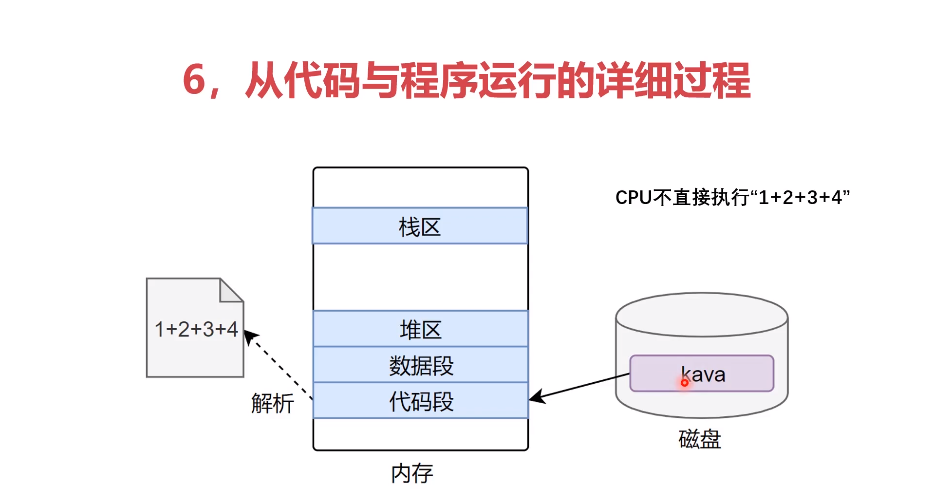 6，从代码与程序运行的详细过程
CPU不直接执行“1+2+3+4”
栈区
1+2+3+4
堆区
数据段
kava
解析
代码段
磁盘
内存